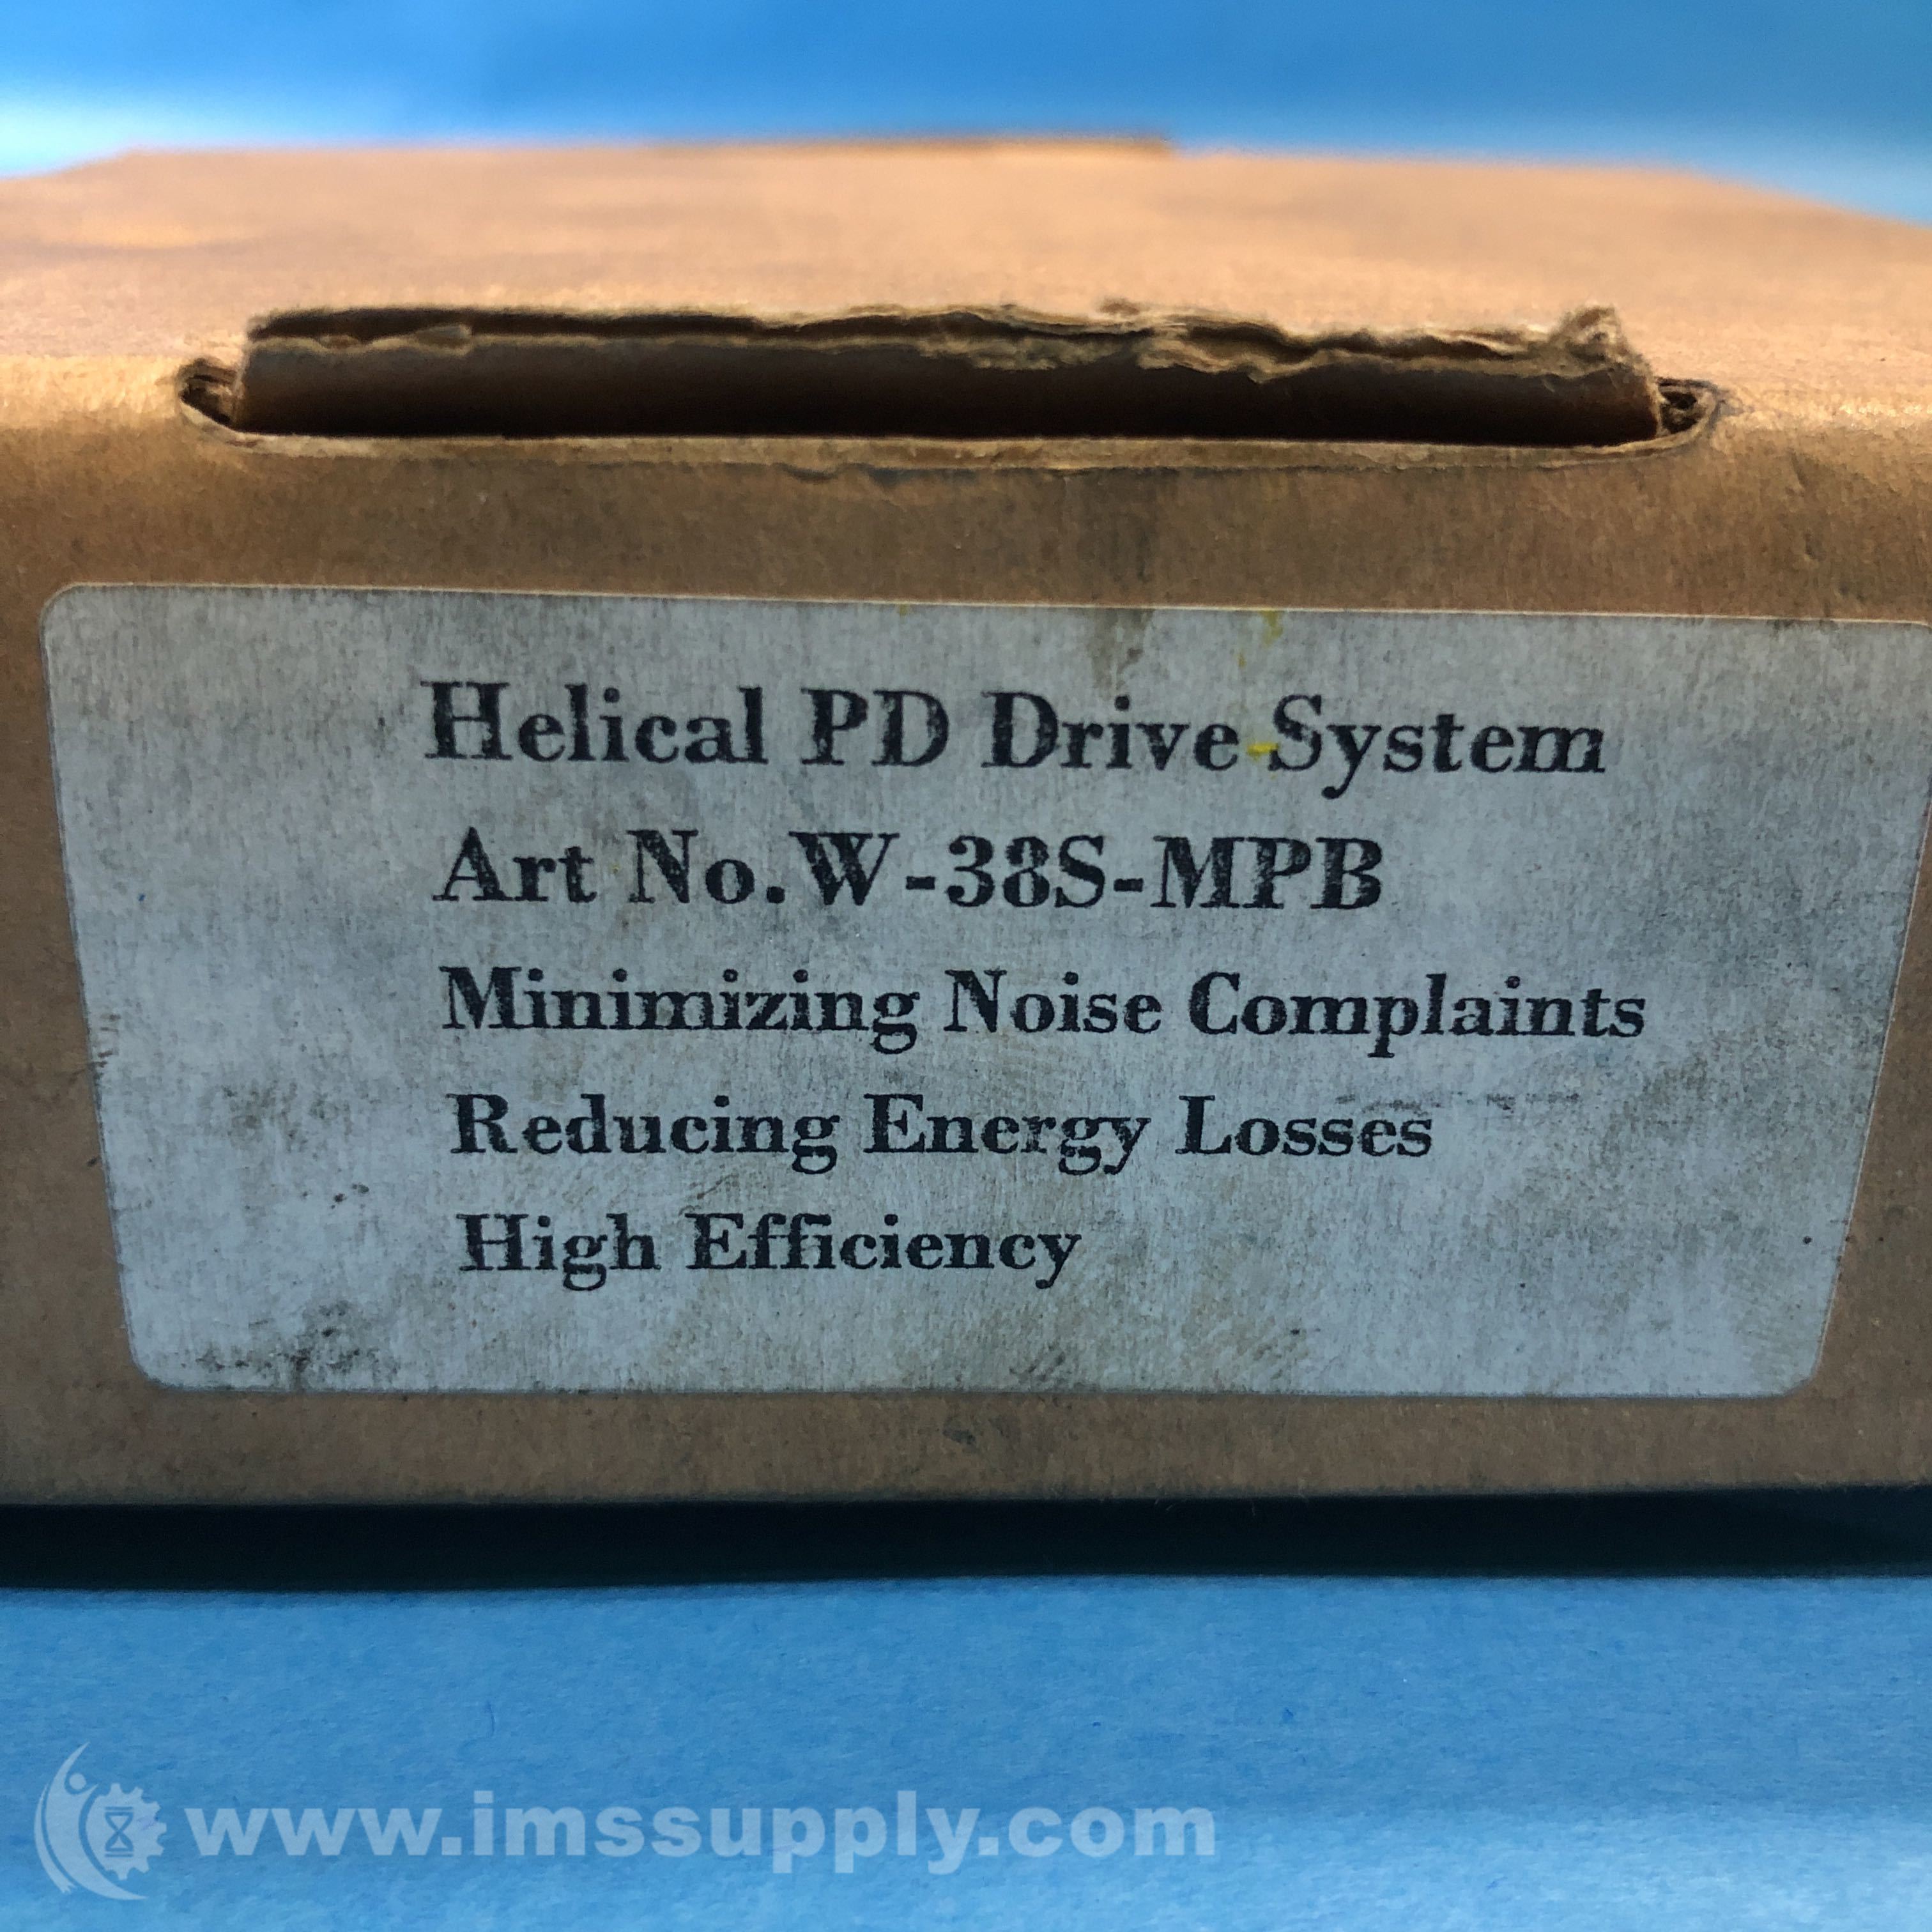 Helical PD Drive System
Art No. W-38S-MPB
Minimizing Noise Complaints
Reducing Energy Losses
High Efficiency
www.imssupply.com